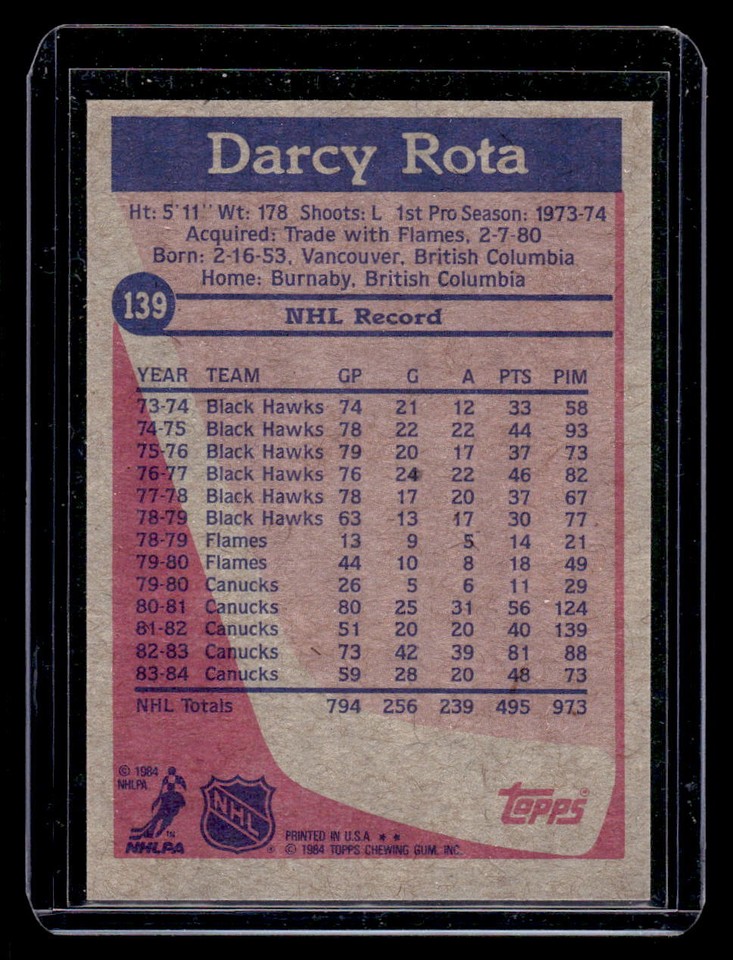 Darcy Rota
Ht: 5'11" Wt: 178 Shoots: L 1st Pro Season: 1973-74
Acquired: Trade with Flames, 2-7-80
Born: 2-16-53, Vancouver, British Columbia
Home: Burnaby, British Columbia
139
NHL Record
YEAR TEAM GP G A PTS PIM
73-74 Black Hawks 74 21 12 33 58
74-75 Black Hawks 78 22 22 44 93
75-76 Black Hawks 79 20 17 37 73
76-77 Black Hawks 76 24 22 46 82
77-78 Black Hawks 78 17 20 37 67
78-79 Black Hawks 63 13 17 30 77
78-79 Flames 13 9 5 14 21
79-80 Flames 44 10 8 18 49
79-80 Canucks 26 5 6 11 29
80-81 Canucks 80 25 31 56 124
81-82 Canucks 51 20 20 40 139
82-83 Canucks 73 42 39 81 88
83-84 Canucks 59 28 20 48 73
NHL Totals 794 256 239 495 973
© 1984
NHLPA
TM
NHLPA
NHL
®
Topps®
PRINTED IN U.S.A. * *
© 1984 TOPPS CHEWING GUM, INC.